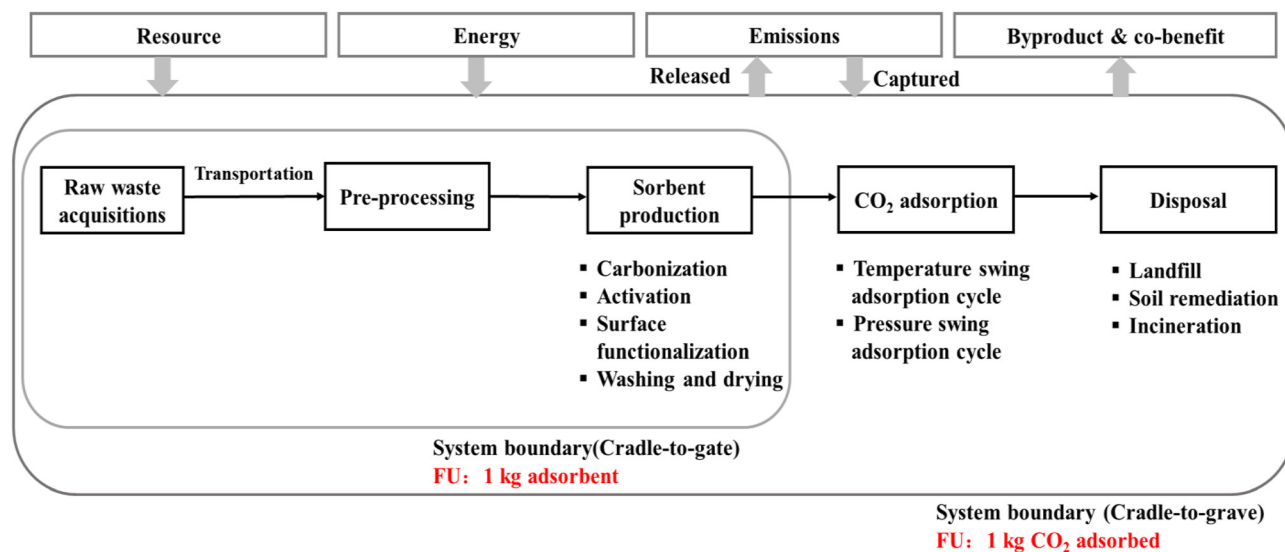 Resource
Energy
Emissions
Byproduct & co-benefit
Released
Captured
Raw waste
acquisitions
Transportation
Pre-processing
Sorbent
production
CO₂ adsorption
Disposal
▪ Carbonization
▪ Activation
▪ Surface
functionalization
▪ Washing and drying
▪ Temperature swing
adsorption cycle
▪ Pressure swing
adsorption cycle
▪ Landfill
▪ Soil remediation
▪ Incineration
System boundary(Cradle-to-gate)
FU：1 kg adsorbent
System boundary (Cradle-to-grave)
FU：1 kg CO₂ adsorbed